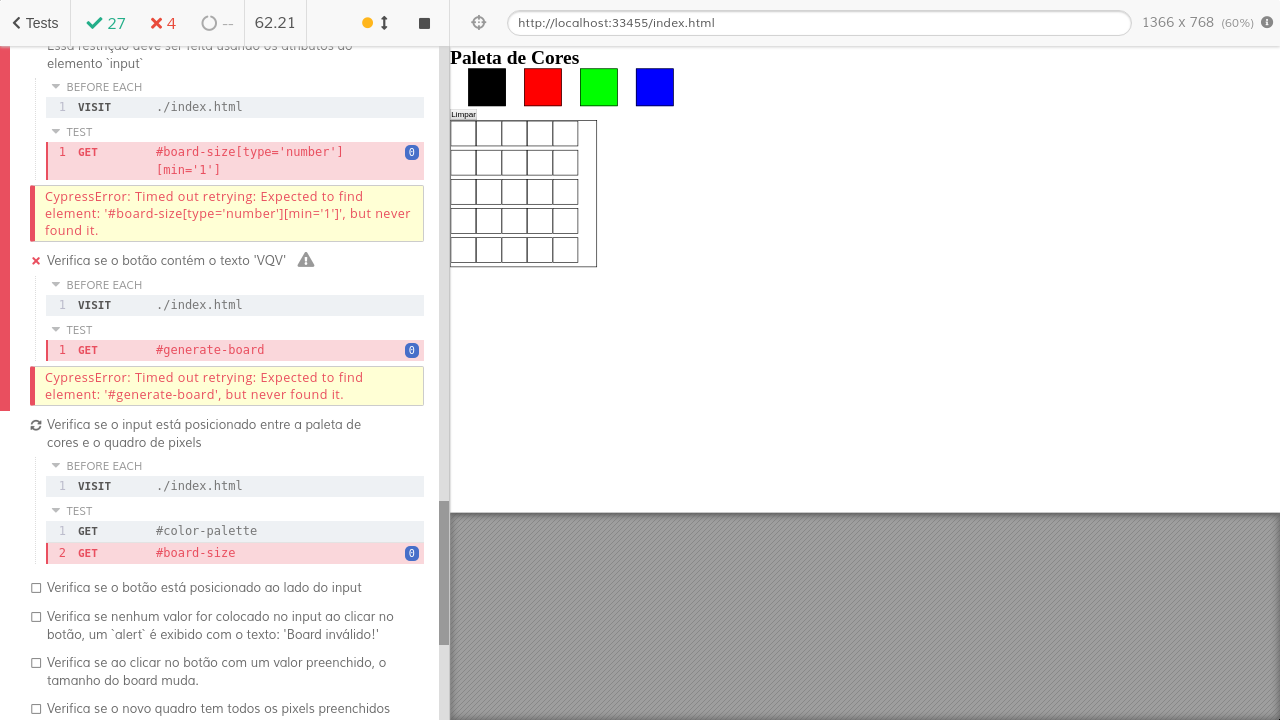 Tests 27 4 -- 62.21 http://localhost:33455/index.html 1366 x 768 (60%)
Essa restrição deve ser feita usando os atributos do
elemento `input`
BEFORE EACH
1 VISIT ./index.html
TEST
1 GET #board-size[type='number'] 0
[min='1']
CypressError: Timed out retrying: Expected to find
element: '#board-size[type='number'][min='1']', but never
found it.
Verifica se o botão contém o texto 'VQV'
BEFORE EACH
1 VISIT ./index.html
TEST
1 GET #generate-board 0
CypressError: Timed out retrying: Expected to find
element: '#generate-board', but never found it.
Verifica se o input está posicionado entre a paleta de
cores e o quadro de pixels
BEFORE EACH
1 VISIT ./index.html
TEST
1 GET #color-palette
2 GET #board-size 0
Verifica se o botão está posicionado ao lado do input
Verifica se nenhum valor for colocado no input ao clicar no
botão, um `alert` é exibido com o texto: 'Board inválido!'
Verifica se ao clicar no botão com um valor preenchido, o
tamanho do board muda.
Verifica se o novo quadro tem todos os pixels preenchidos
Paleta de Cores
Limpar